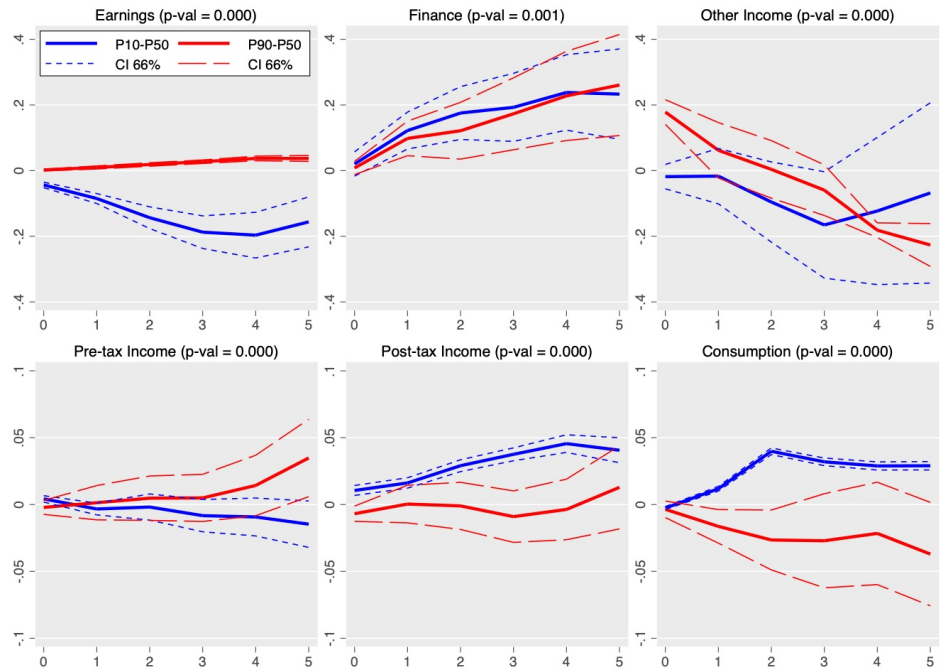 Earnings (p-val = 0.000)
Finance (p-val = 0.001)
Other Income (p-val = 0.000)
P10-P50
P90-P50
CI 66%
CI 66%
.4
.2
0
-.2
-.4
.4
.2
0
-.2
-.4
.4
.2
0
-.2
-.4
0 1 2 3 4 5
0 1 2 3 4 5
0 1 2 3 4 5
Pre-tax Income (p-val = 0.000)
Post-tax Income (p-val = 0.000)
Consumption (p-val = 0.000)
.1
.05
0
-.05
-.1
.1
.05
0
-.05
-.1
.1
.05
0
-.05
-.1
0 1 2 3 4 5
0 1 2 3 4 5
0 1 2 3 4 5